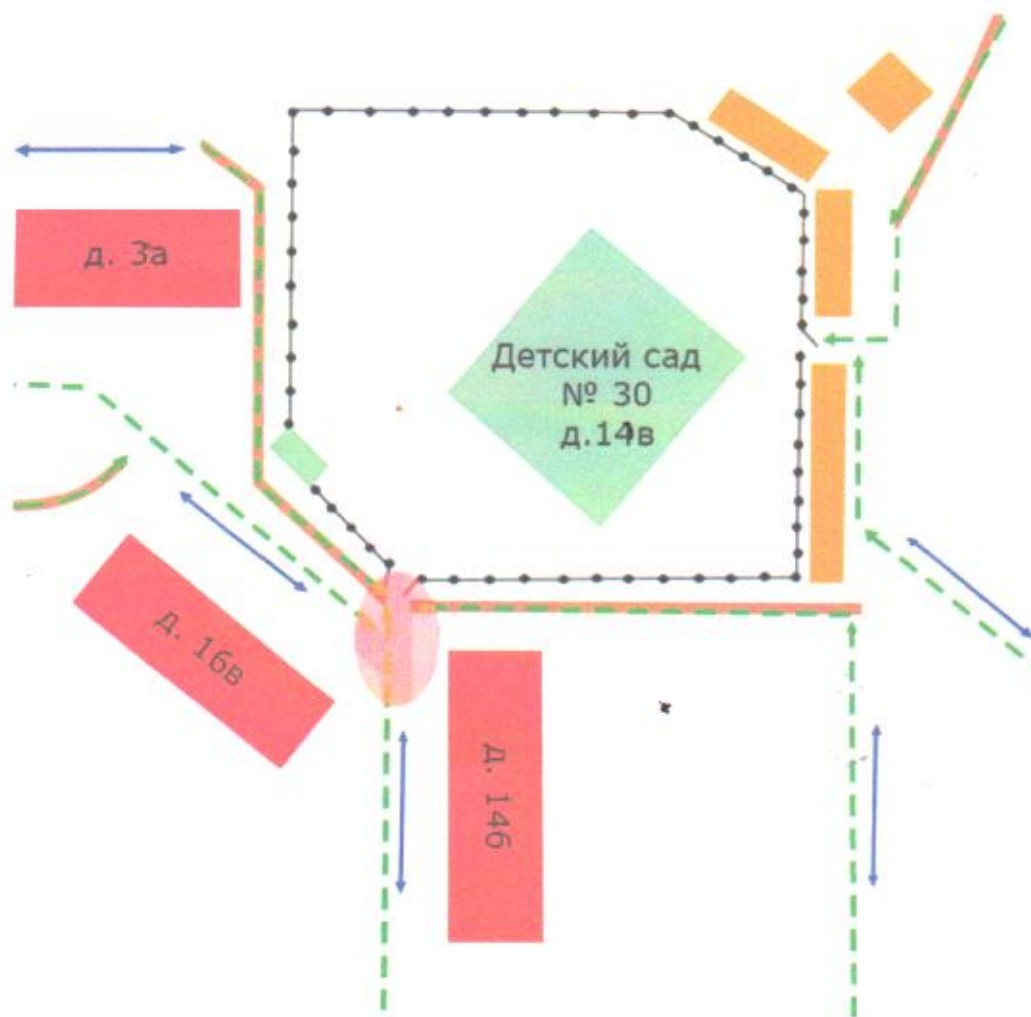 д. 3а
Детский сад
№ 30
д.14в
д. 16в
д. 14б